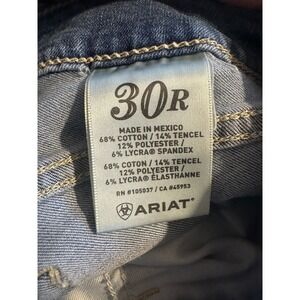 30R
MADE IN MEXICO
68% COTTON / 14% TENCEL
12% POLYESTER /
6% LYCRA® SPANDEX
68% COTON / 14% TENCEL
12% POLYESTER /
6% LYCRA® ÉLASTHANNE
RN #105037 / CA #45953
ARIAT®